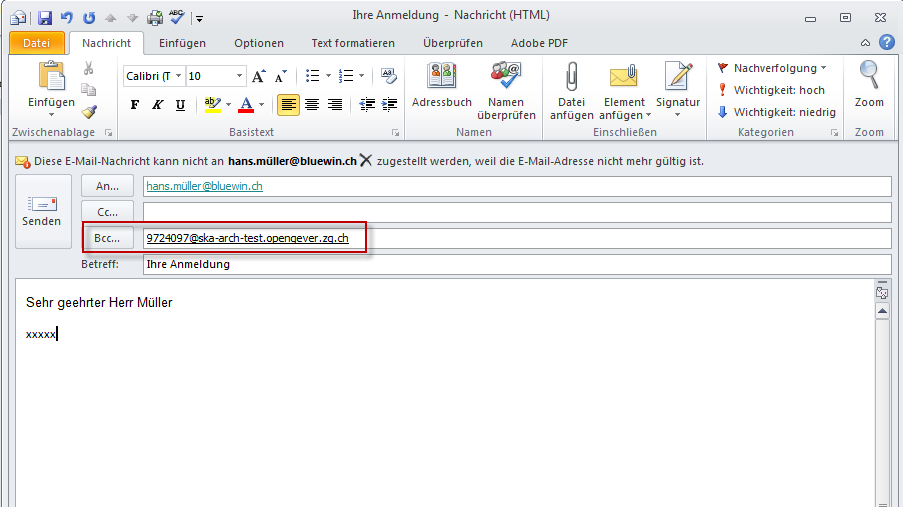 Ihre Anmeldung - Nachricht (HTML)
Datei Nachricht Einfügen Optionen Text formatieren Überprüfen Adobe PDF
Einfügen
Zwischenablage
Calibri (T 10
F K U
Basistext
Adressbuch Namen überprüfen
Namen
Datei anfügen Element anfügen Signatur
Einschließen
Nachverfolgung
Wichtigkeit: hoch
Wichtigkeit: niedrig
Kategorien
Zoom
Zoom
Diese E-Mail-Nachricht kann nicht an hans.müller@bluewin.ch zugestellt werden, weil die E-Mail-Adresse nicht mehr gültig ist.
Senden
An... hans.müller@bluewin.ch
Cc...
Bcc... 9724097@ska-arch-test.opengever.zg.ch
Betreff: Ihre Anmeldung
Sehr geehrter Herr Müller
xxxxx